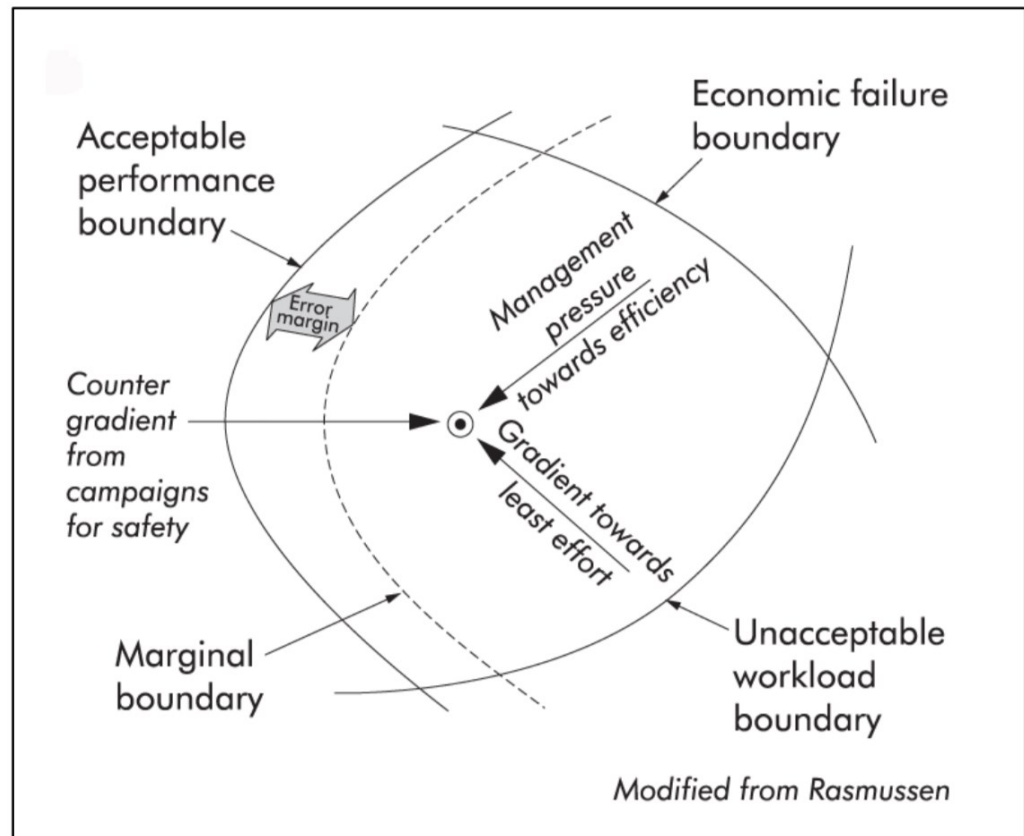 Economic failure
boundary
Acceptable
performance
boundary
Management
pressure
towards efficiency
Error
margin
Counter
gradient
from
campaigns
for safety
Gradient towards
least effort
Marginal
boundary
Unacceptable
workload
boundary
Modified from Rasmussen